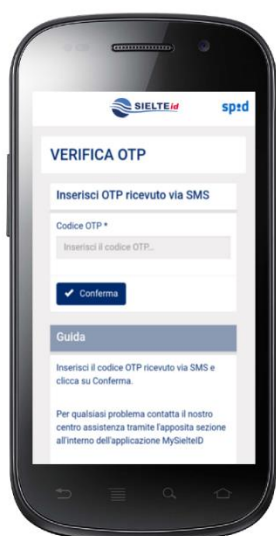 SIELTEid
spid
VERIFICA OTP
Inserisci OTP ricevuto via SMS
Codice OTP *
Inserisci il codice OTP...
Conferma
Guida
Inserisci il codice OTP ricevuto via SMS e
clicca su Conferma.
Per qualsiasi problema contatta il nostro
centro assistenza tramite l'apposita sezione
all'interno dell'applicazione MySielteID